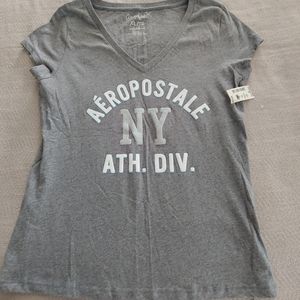 AÉROPOSTALE
NY
ATH. DIV.